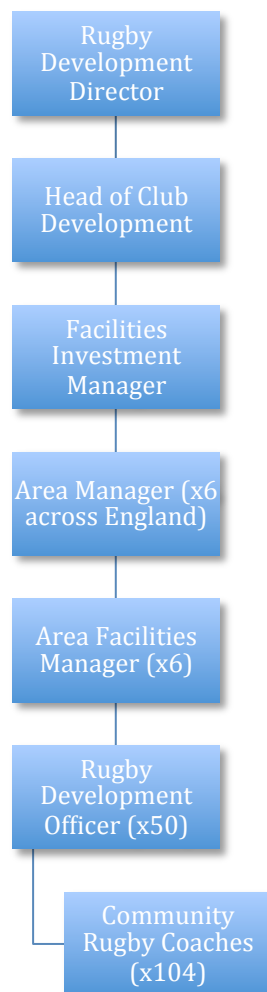 Rugby
Development
Director
Head of Club
Development
Facilities
Investment
Manager
Area Manager (x6
across England)
Area Facilities
Manager (x6)
Rugby
Development
Officer (x50)
Community
Rugby Coaches
(x104)